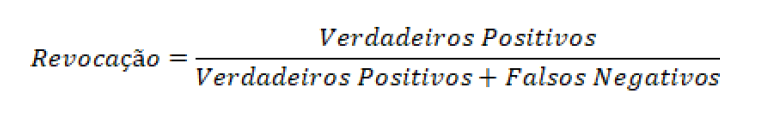 Verdadeiros Positivos
Revocação =
Verdadeiros Positivos + Falsos Negativos